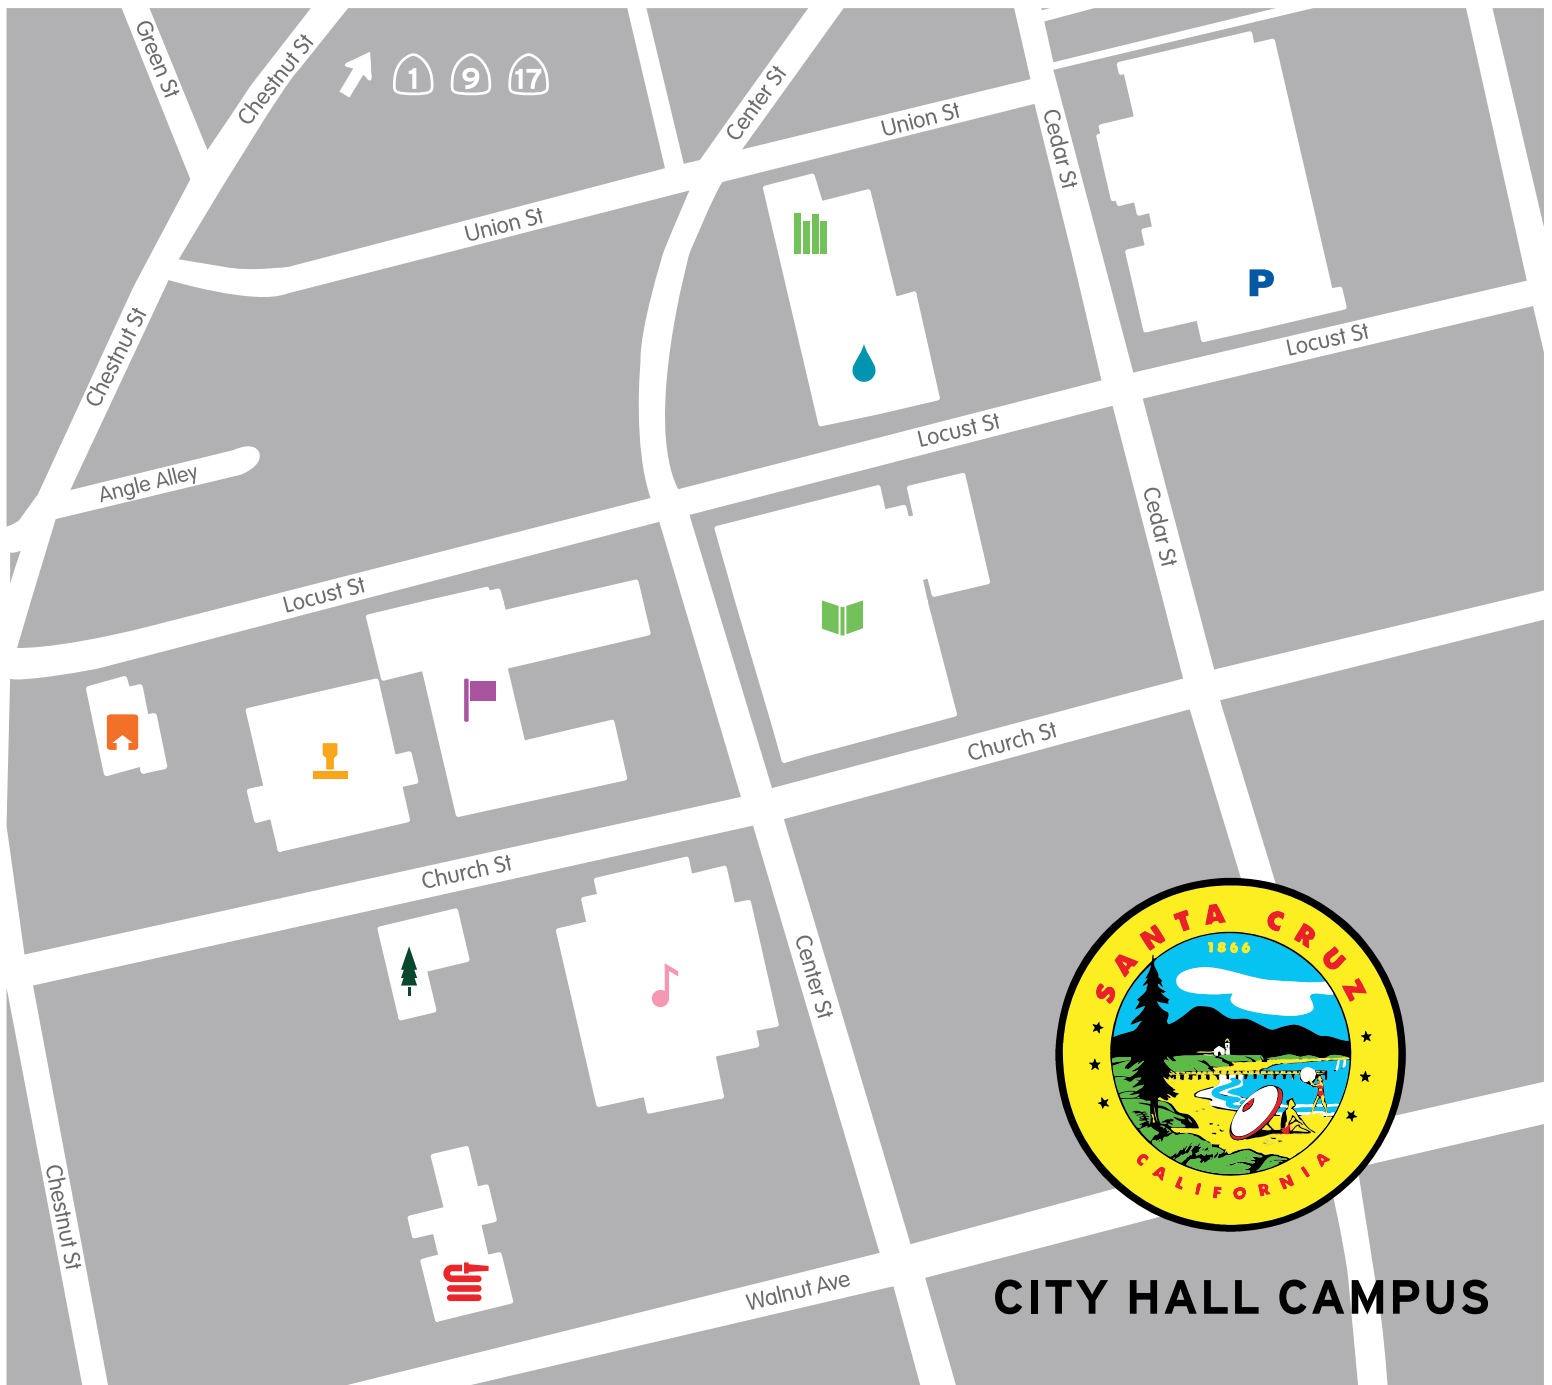 Green St
Chestnut St
1 9 17
Center St
Union St
Cedar St
Union St
P
Chestnut St
Locust St
Locust St
Angle Alley
Cedar St
Locust St
Church St
Church St
Center St
SANTA CRUZ
1866
CALIFORNIA
Chestnut St
Walnut Ave
CITY HALL CAMPUS